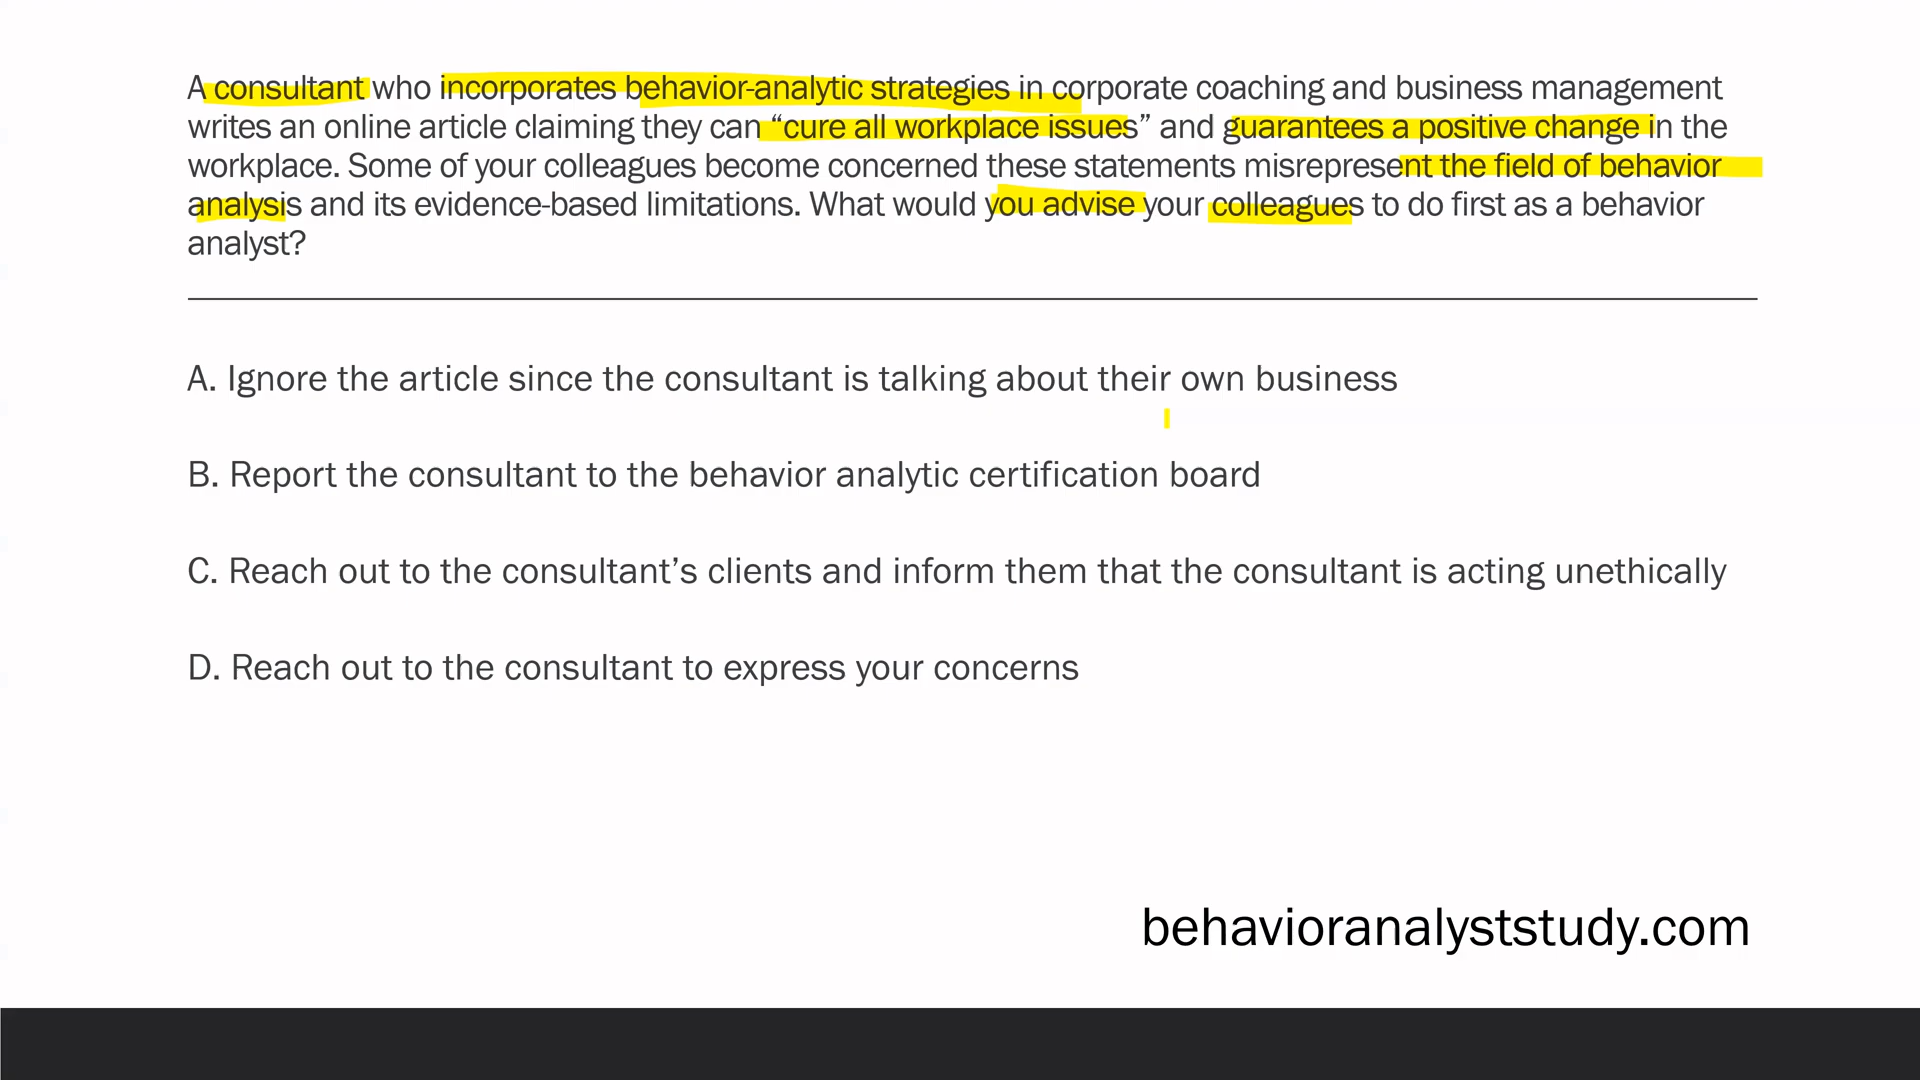 A consultant who incorporates behavior-analytic strategies in corporate coaching and business management
writes an online article claiming they can “cure all workplace issues” and guarantees a positive change in the
workplace. Some of your colleagues become concerned these statements misrepresent the field of behavior
analysis and its evidence-based limitations. What would you advise your colleagues to do first as a behavior
analyst?
A. Ignore the article since the consultant is talking about their own business
B. Report the consultant to the behavior analytic certification board
C. Reach out to the consultant’s clients and inform them that the consultant is acting unethically
D. Reach out to the consultant to express your concerns
behavioranalyststudy.com